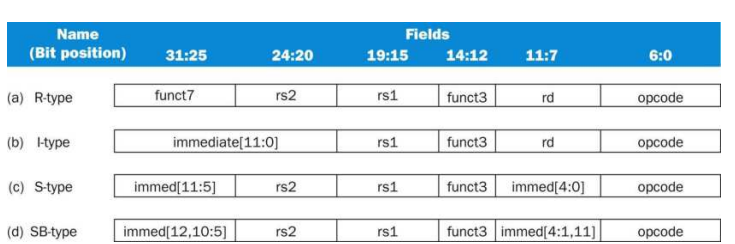 Name Fields
(Bit position) 31:25 24:20 19:15 14:12 11:7 6:0
(a) R-type funct7 rs2 rs1 funct3 rd opcode
(b) I-type immediate[11:0] rs1 funct3 rd opcode
(c) S-type immed[11:5] rs2 rs1 funct3 immed[4:0] opcode
(d) SB-type immed[12,10:5] rs2 rs1 funct3 immed[4:1,11] opcode